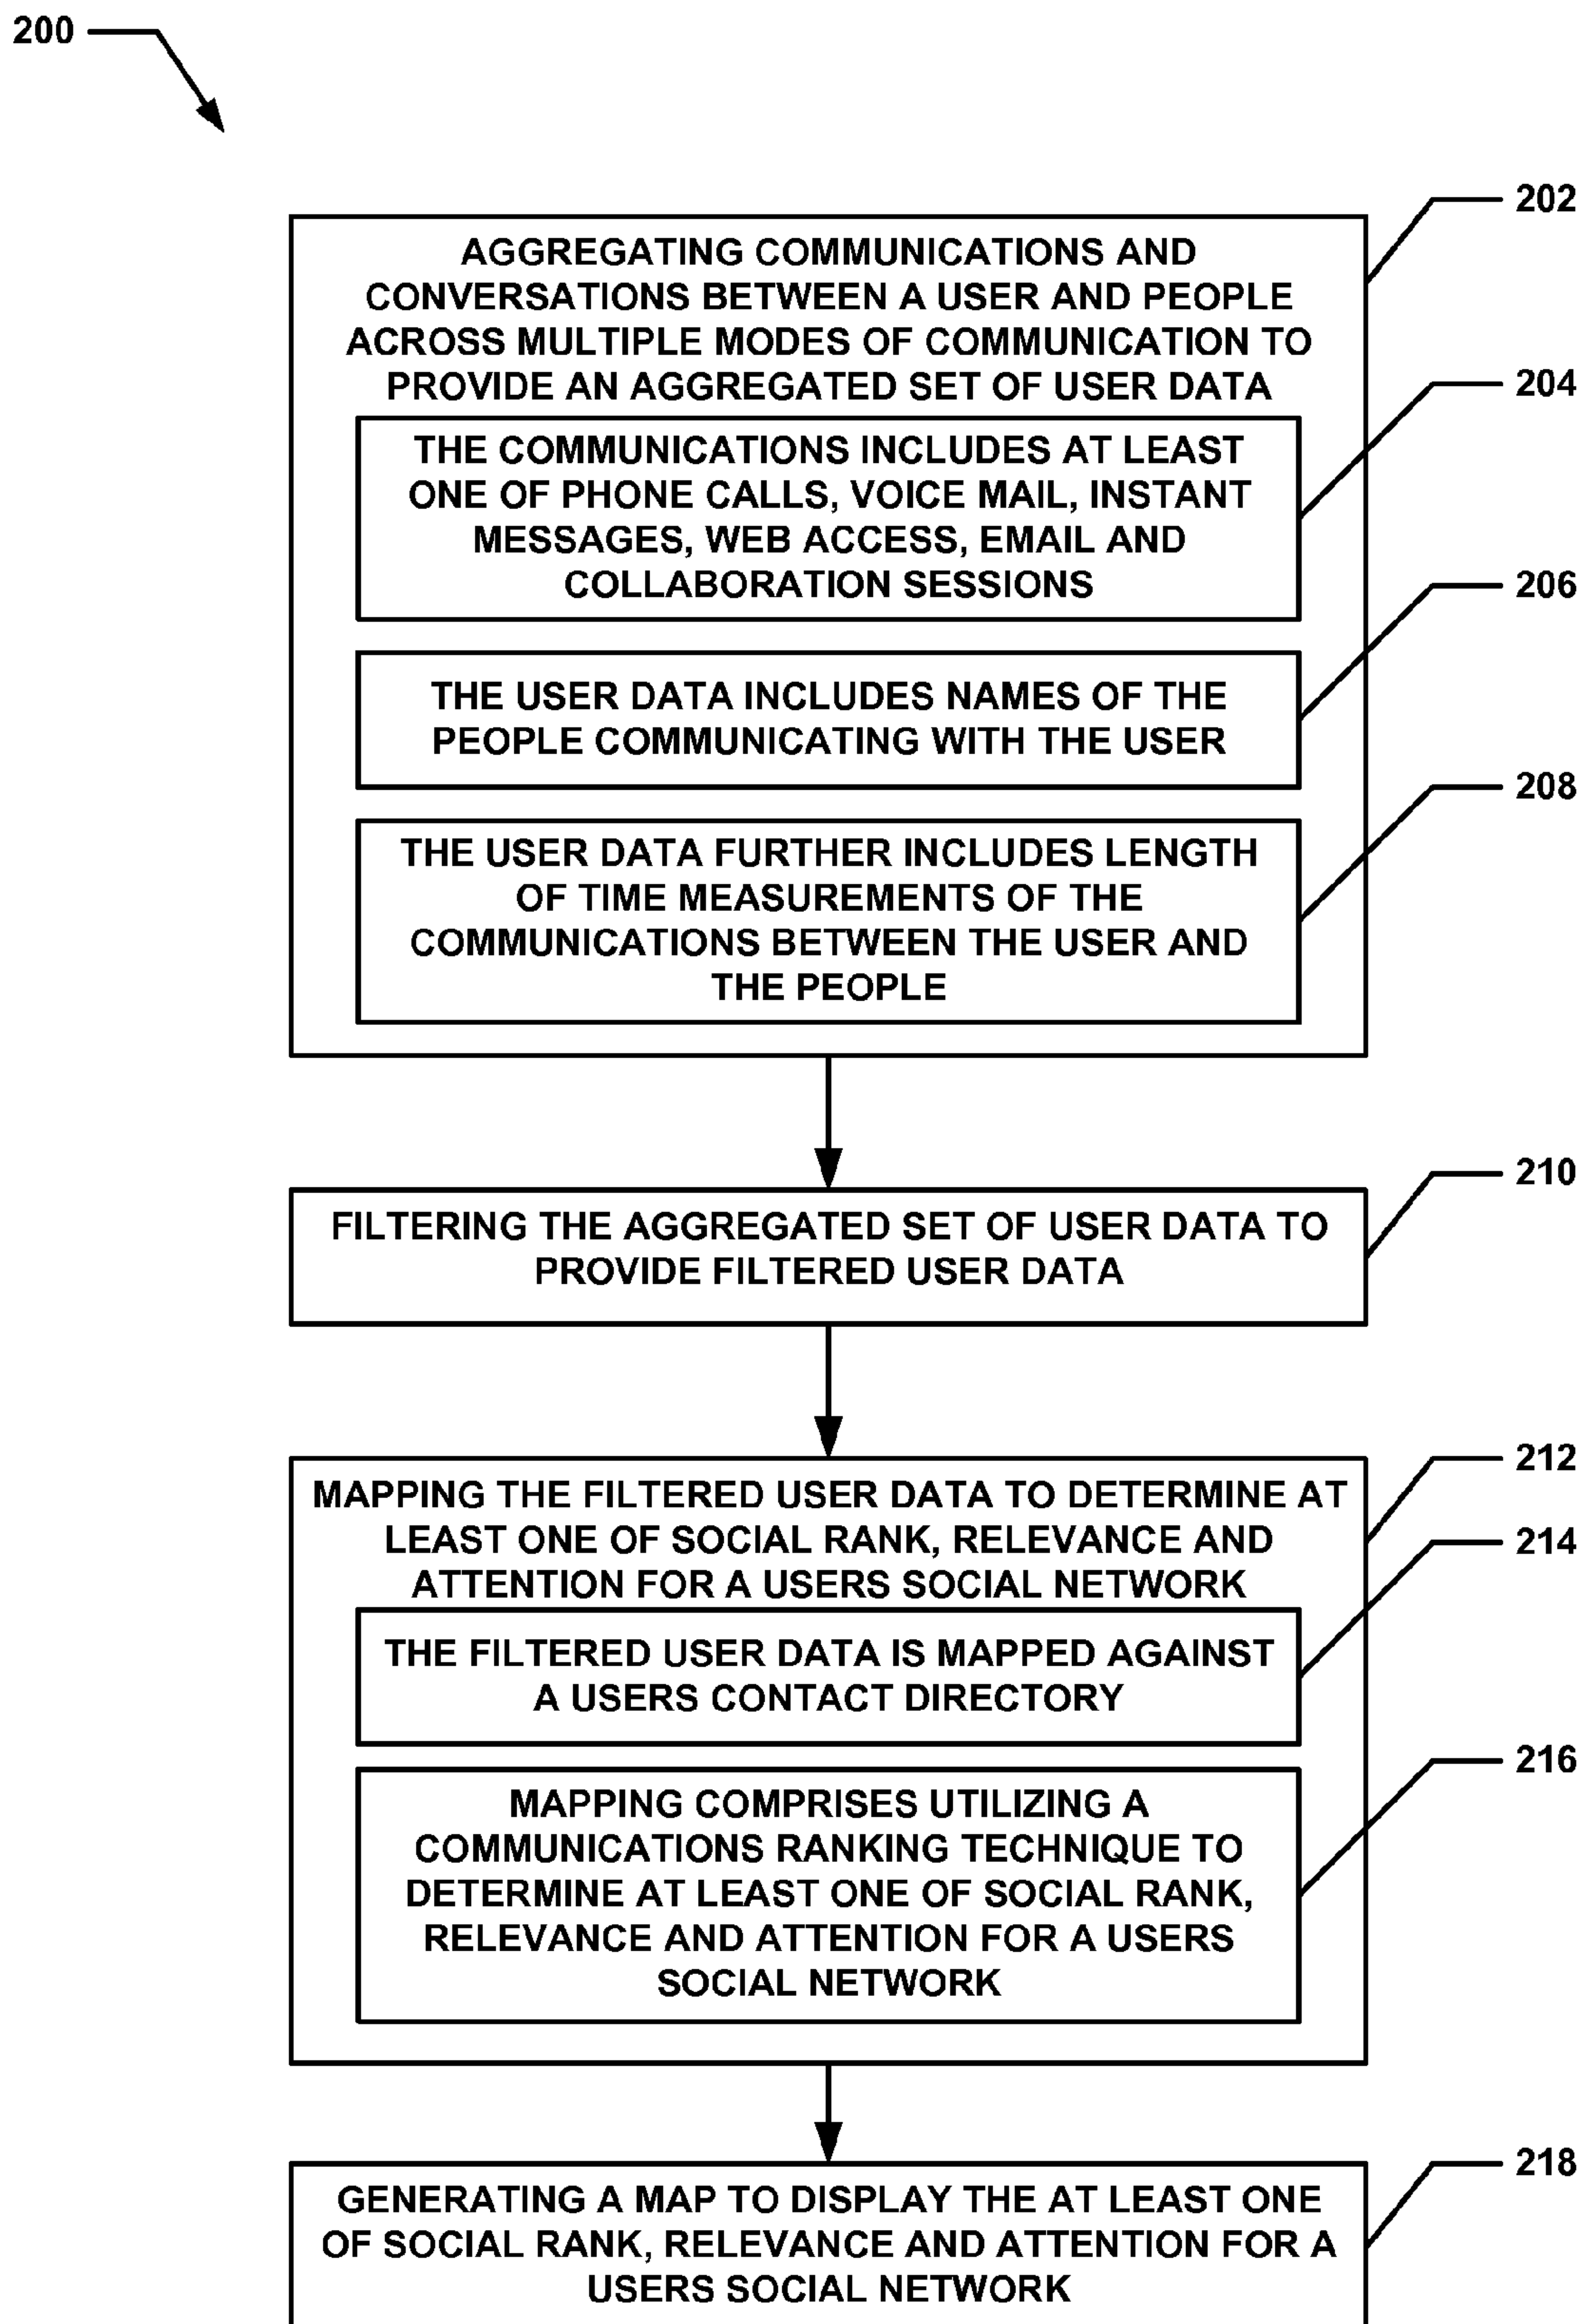 200
202
AGGREGATING COMMUNICATIONS AND
CONVERSATIONS BETWEEN A USER AND PEOPLE
ACROSS MULTIPLE MODES OF COMMUNICATION TO
PROVIDE AN AGGREGATED SET OF USER DATA
204
THE COMMUNICATIONS INCLUDES AT LEAST
ONE OF PHONE CALLS, VOICE MAIL, INSTANT
MESSAGES, WEB ACCESS, EMAIL AND
COLLABORATION SESSIONS
206
THE USER DATA INCLUDES NAMES OF THE
PEOPLE COMMUNICATING WITH THE USER
208
THE USER DATA FURTHER INCLUDES LENGTH
OF TIME MEASUREMENTS OF THE
COMMUNICATIONS BETWEEN THE USER AND
THE PEOPLE
210
FILTERING THE AGGREGATED SET OF USER DATA TO
PROVIDE FILTERED USER DATA
212
MAPPING THE FILTERED USER DATA TO DETERMINE AT
LEAST ONE OF SOCIAL RANK, RELEVANCE AND
ATTENTION FOR A USERS SOCIAL NETWORK
214
THE FILTERED USER DATA IS MAPPED AGAINST
A USERS CONTACT DIRECTORY
216
MAPPING COMPRISES UTILIZING A
COMMUNICATIONS RANKING TECHNIQUE TO
DETERMINE AT LEAST ONE OF SOCIAL RANK,
RELEVANCE AND ATTENTION FOR A USERS
SOCIAL NETWORK
218
GENERATING A MAP TO DISPLAY THE AT LEAST ONE
OF SOCIAL RANK, RELEVANCE AND ATTENTION FOR A
USERS SOCIAL NETWORK